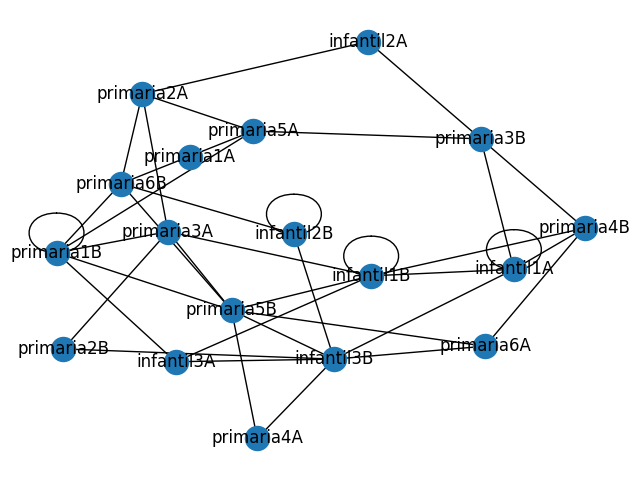 infantil2A
primaria2A
primaria5A
primaria3B
primaria1A
primaria6B
primaria4B
primaria3A
infantil2B
primaria1B
infantil1A
infantil1B
primaria5B
primaria2B
primaria6A
infantil3A
infantil3B
primaria4A